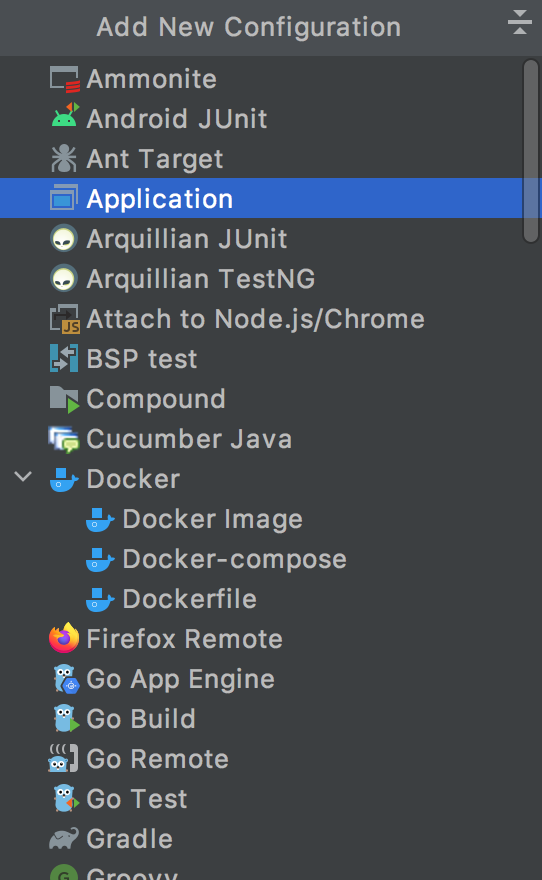 Add New Configuration
Ammonite
Android JUnit
Ant Target
Application
Arquillian JUnit
Arquillian TestNG
Attach to Node.js/Chrome
BSP test
Compound
Cucumber Java
Docker
Docker Image
Docker-compose
Dockerfile
Firefox Remote
Go App Engine
Go Build
Go Remote
Go Test
Gradle
Groovy